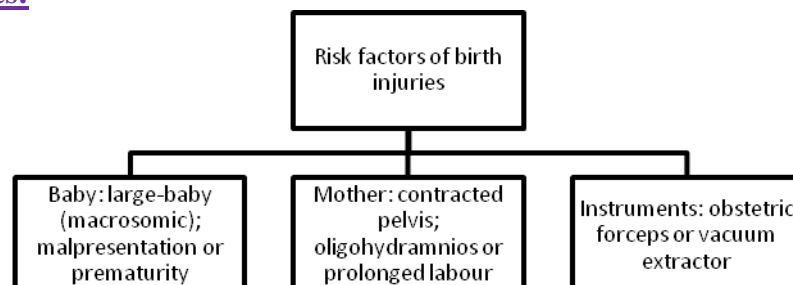 Risk factors of birth
injuries
Baby: large-baby
(macrosomic);
malpresentation or
prematurity
Mother: contracted
pelvis;
oligohydramnios or
prolonged labour
Instruments: obstetric
forceps or vacuum
extractor